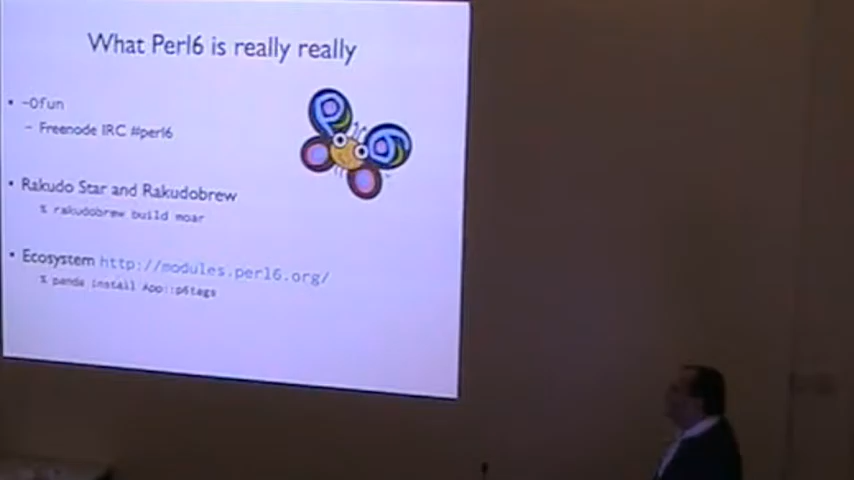 What Perl6 is really really
• -Ofun
– Freenode IRC #perl6
• Rakudo Star and Rakudobrew
% rakudobrew build moar
• Ecosystem http://modules.perl6.org/
% panda install App::p6tags
P 6